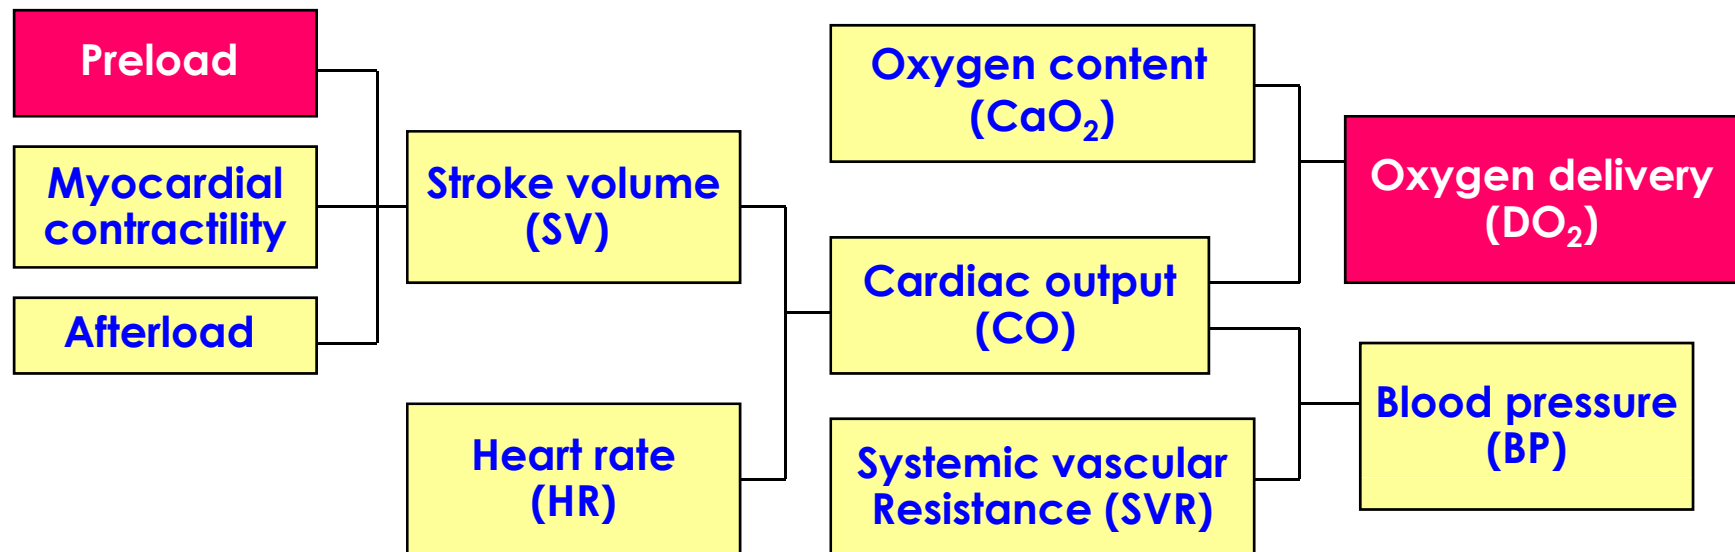 Preload
Myocardial
contractility
Afterload
Stroke volume
(SV)
Heart rate
(HR)
Oxygen content
(CaO₂)
Cardiac output
(CO)
Systemic vascular
Resistance (SVR)
Oxygen delivery
(DO₂)
Blood pressure
(BP)